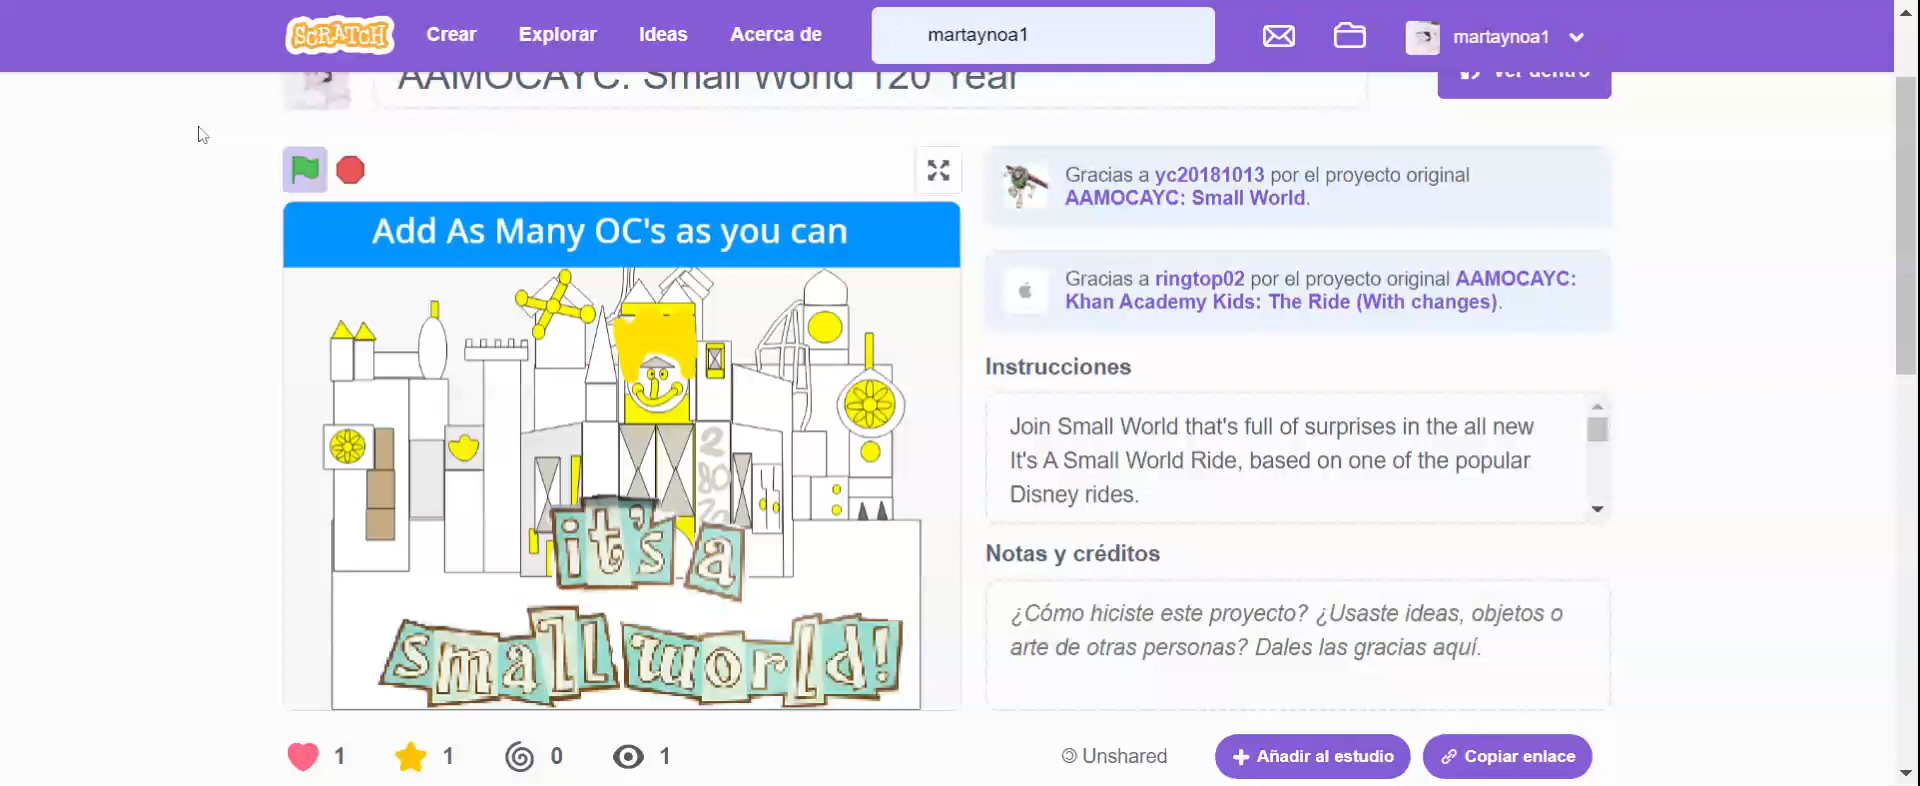 SCRATCH Crear Explorar Ideas Acerca de martaynoa1 martaynoa1
AAMOCAYC: Small World 120 Year
Ver dentro
Gracias a yc20181013 por el proyecto original
AAMOCAYC: Small World.
Add As Many OC's as you can
Gracias a ringtop02 por el proyecto original AAMOCAYC:
Khan Academy Kids: The Ride (With changes).
Instrucciones
Join Small World that's full of surprises in the all new
It's A Small World Ride, based on one of the popular
Disney rides.
2
80
it's a
small world!
Notas y créditos
¿Cómo hiciste este proyecto? ¿Usaste ideas, objetos o
arte de otras personas? Dales las gracias aquí.
1 1 0 1
Unshared
Añadir al estudio
Copiar enlace